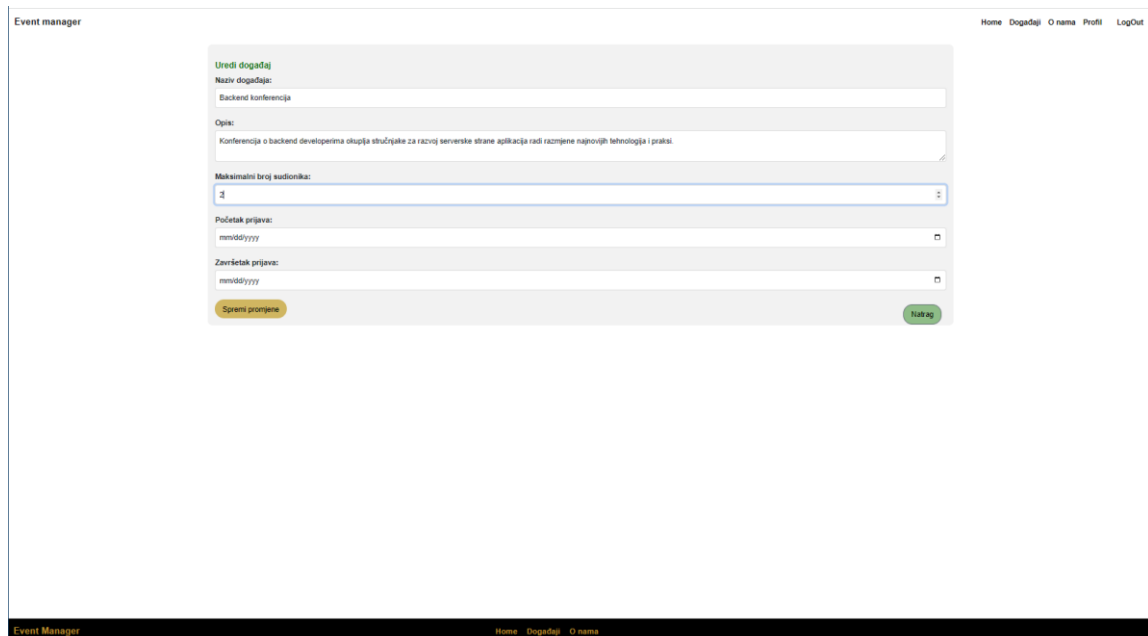 Event manager
Home Događaji O nama Profil LogOut
Uredi događaj
Naziv događaja:
Backend konferencija
Opis:
Konferencija o backend developerima okuplja stručnjake za razvoj serverske strane aplikacija radi razmjene najnovijih tehnologija i praksi.
Maksimalni broj sudionika:
2
Početak prijava:
mm/dd/yyyy
Završetak prijava:
mm/dd/yyyy
Spremi promjene
Natrag
Event Manager
Home Događaji O nama